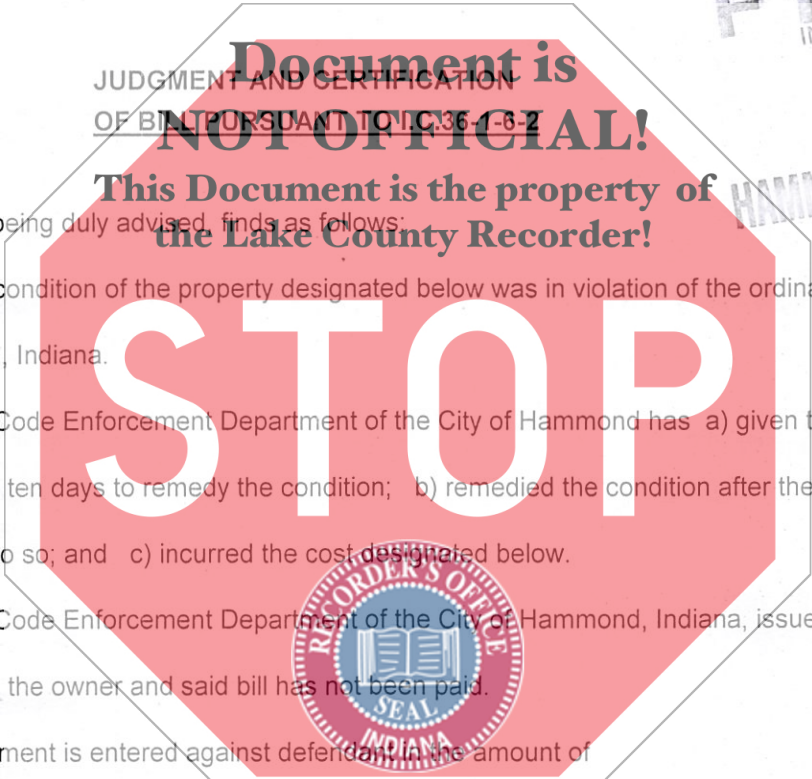 Document is
JUDGMENT AND CERTIFICATION
NOT OFFICIAL!
OF BILL PURSUANT TO I.C.36-1-6-2
This Document is the property of
the Lake County Recorder!
HAMM
being duly advised, finds as follows:
condition of the property designated below was in violation of the ordina
, Indiana.
STOP
Code Enforcement Department of the City of Hammond has a) given t
ten days to remedy the condition; b) remedied the condition after the
o so; and c) incurred the cost designated below.
Code Enforcement Department of the City of Hammond, Indiana, issue
the owner and said bill has not been paid.
RECORDER'S OFFICE
SEAL
INDIANA
ment is entered against defendant in the amount of